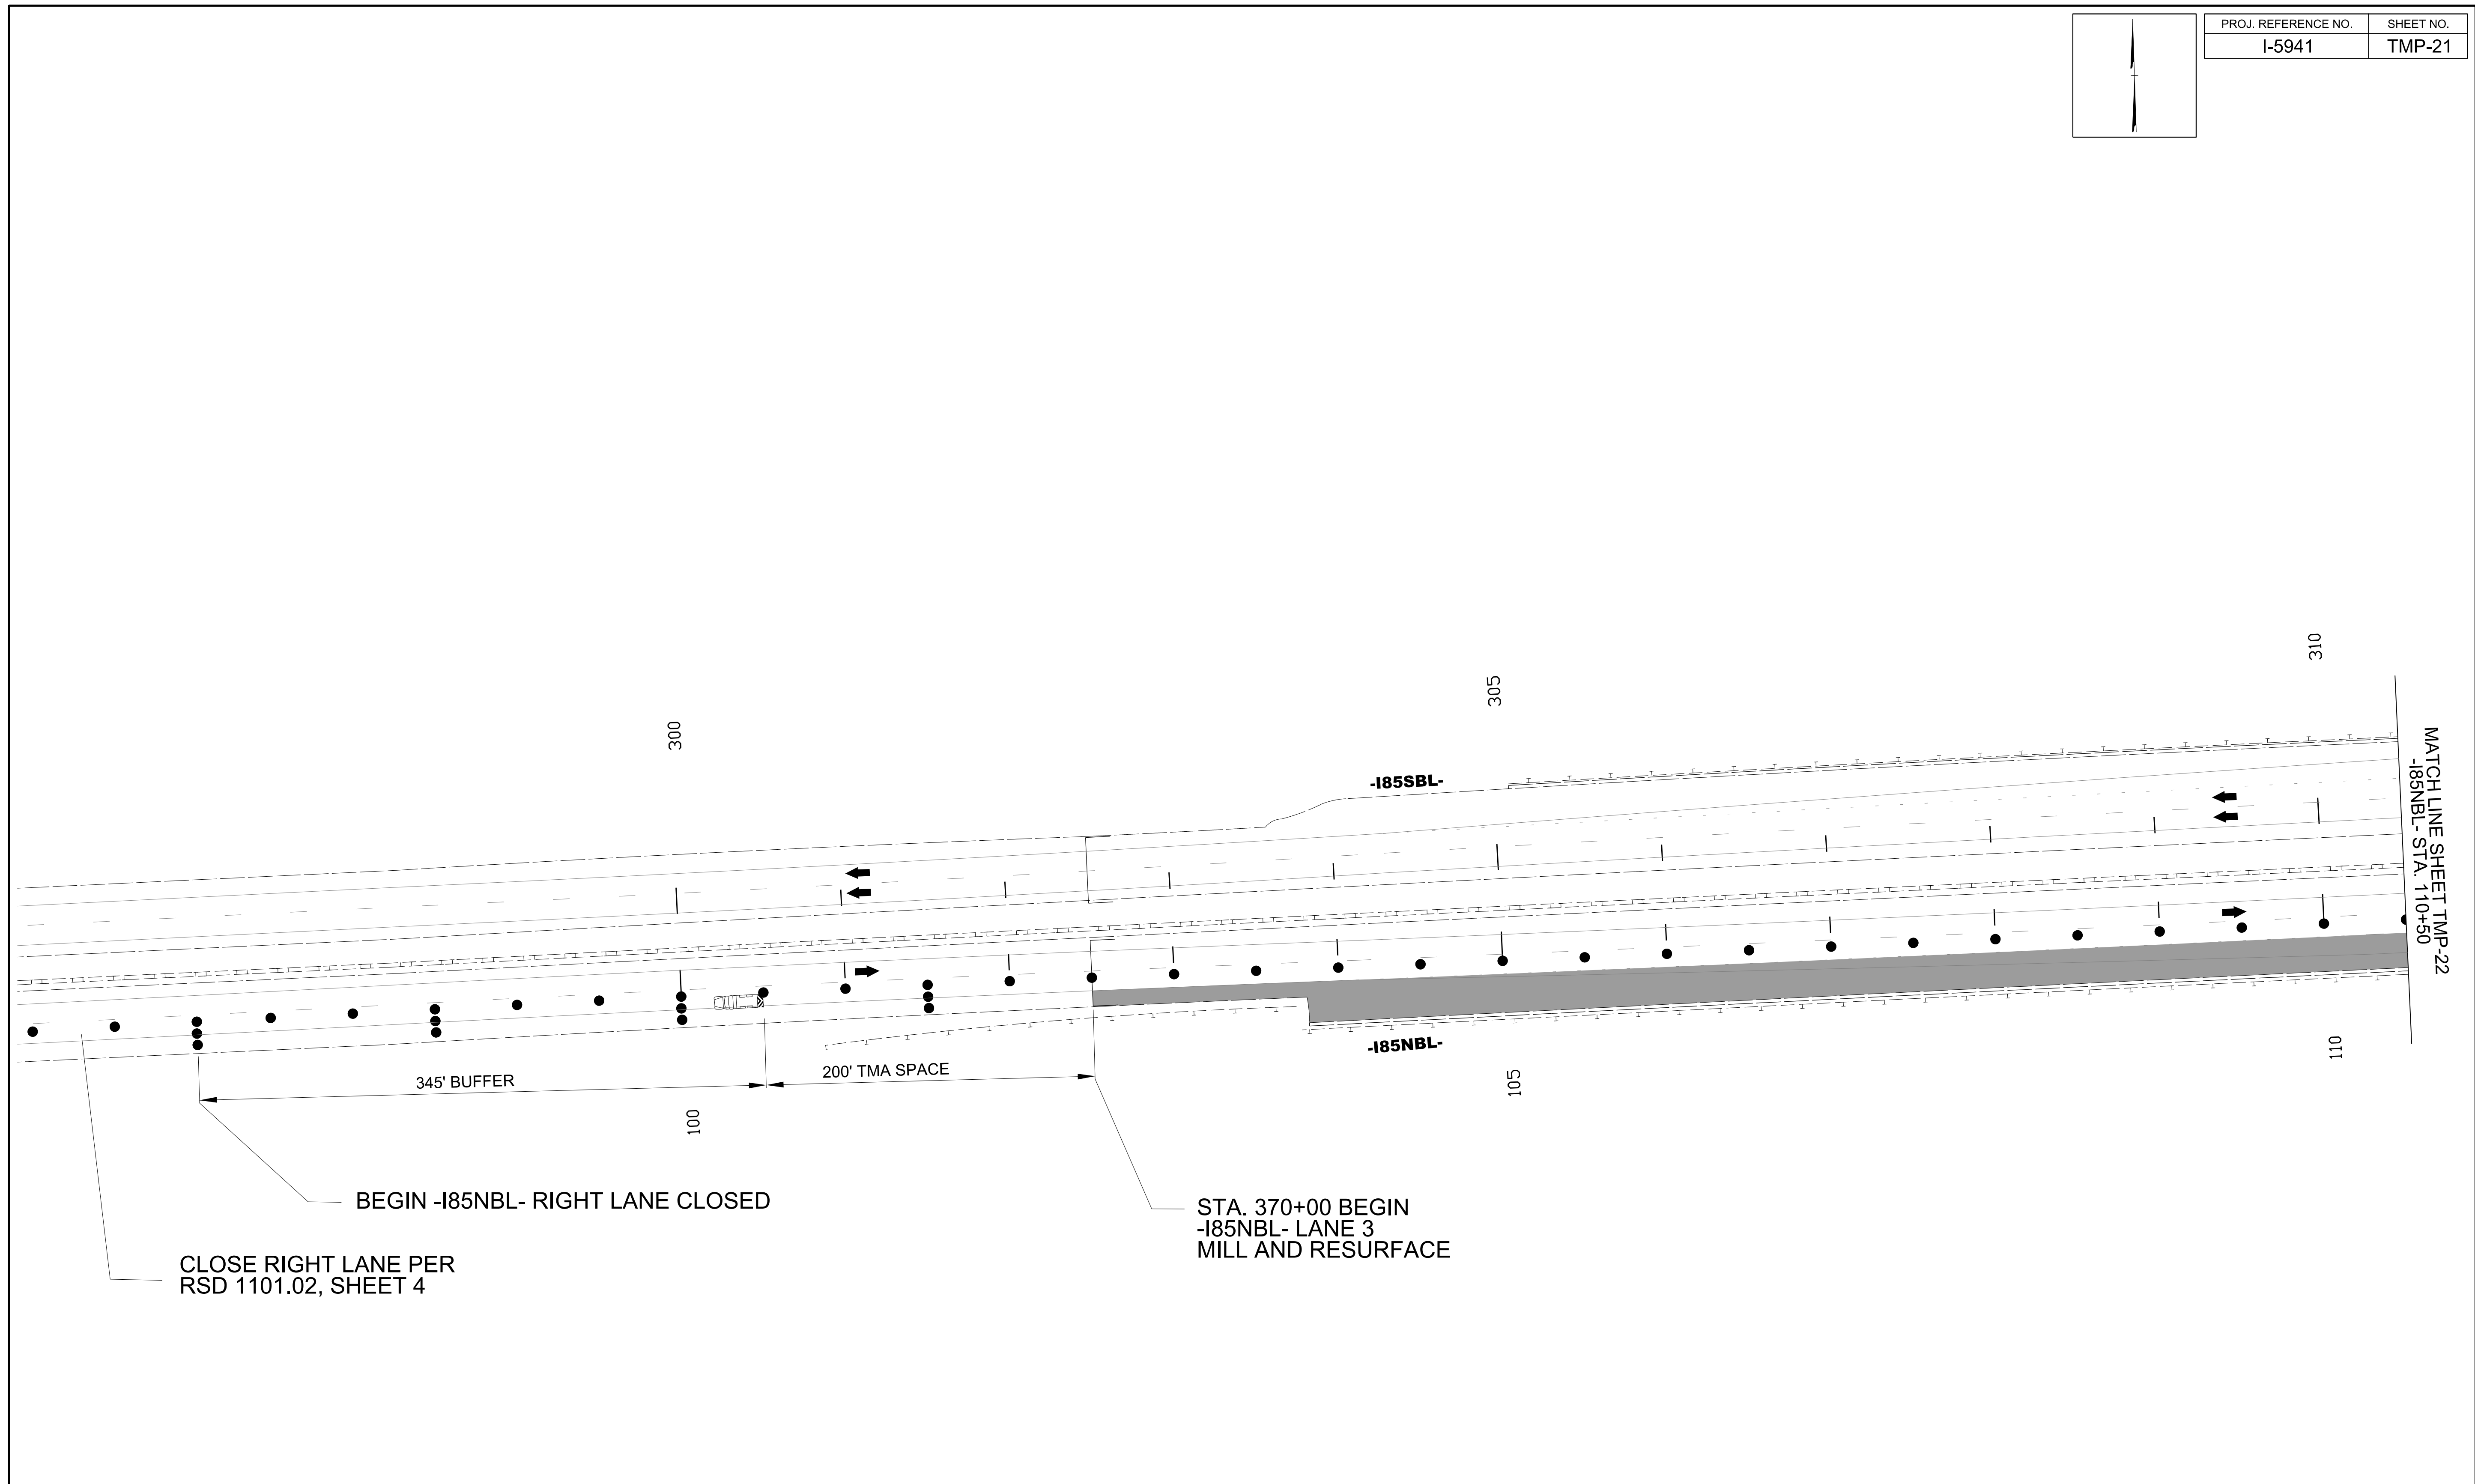 PROJ. REFERENCE NO.
SHEET NO.
I-5941
TMP-21
310
305
300
-I85SBL-
MATCH LINE SHEET TMP-22
-I85NBL- STA. 110+50
-I85NBL-
110
105
200' TMA SPACE
345' BUFFER
100
BEGIN -I85NBL- RIGHT LANE CLOSED
STA. 370+00 BEGIN
-I85NBL- LANE 3
MILL AND RESURFACE
CLOSE RIGHT LANE PER
RSD 1101.02, SHEET 4